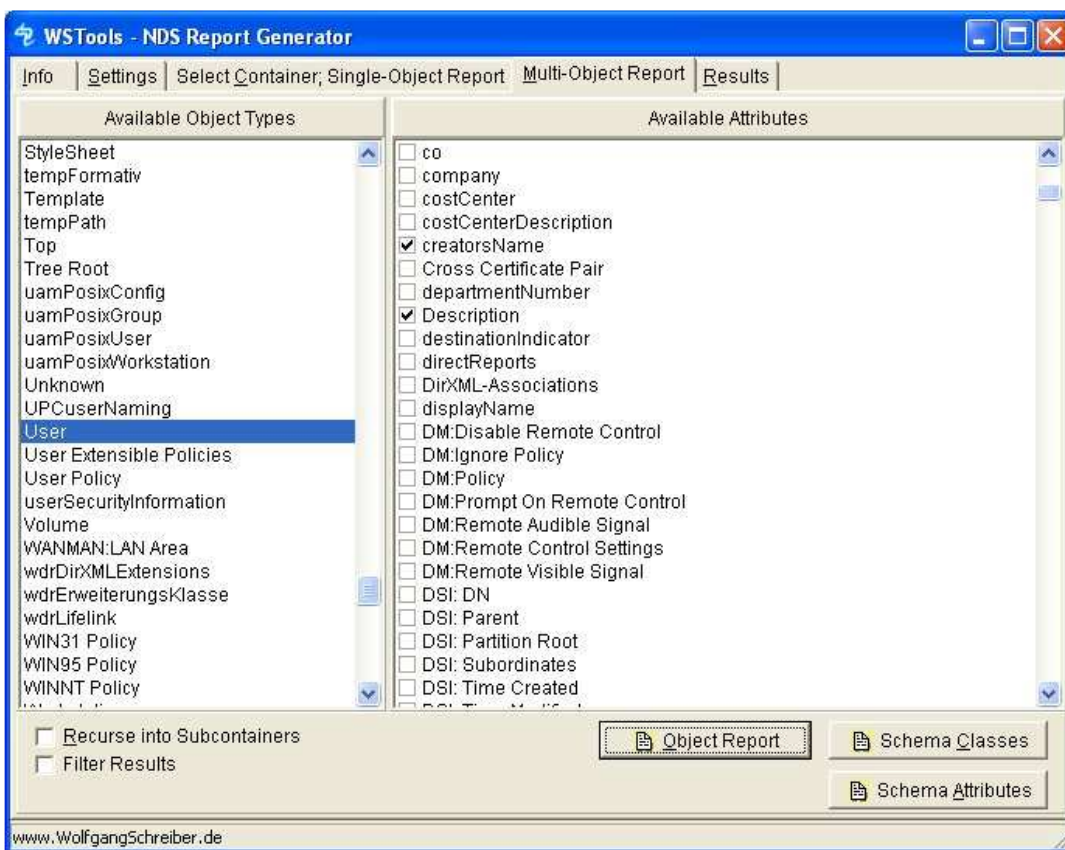 WSTools - NDS Report Generator
Info
Settings
Select Container; Single-Object Report
Multi-Object Report
Results
Available Object Types
StyleSheet
tempFormativ
Template
tempPath
Top
Tree Root
uamPosixConfig
uamPosixGroup
uamPosixUser
uamPosixWorkstation
Unknown
UPCuserNaming
User
User Extensible Policies
User Policy
userSecurityInformation
Volume
WANMAN:LAN Area
wdrDirXMLExtensions
wdrErweiterungsKlasse
wdrLifelink
WIN31 Policy
WIN95 Policy
WINNT Policy
Available Attributes
co
company
costCenter
costCenterDescription
creatorsName
Cross Certificate Pair
departmentNumber
Description
destinationIndicator
directReports
DirXML-Associations
displayName
DM:Disable Remote Control
DM:Ignore Policy
DM:Policy
DM:Prompt On Remote Control
DM:Remote Audible Signal
DM:Remote Control Settings
DM:Remote Visible Signal
DSI: DN
DSI: Parent
DSI: Partition Root
DSI: Subordinates
DSI: Time Created
Recurse into Subcontainers
Filter Results
Object Report
Schema Classes
Schema Attributes
www.WolfgangSchreiber.de